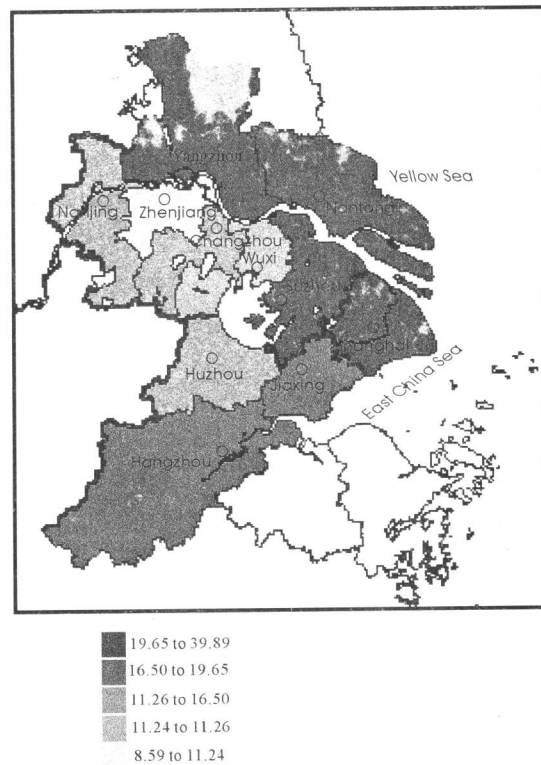 Yangzhou
Yellow Sea
Nantong
Nanjing
Zhenjiang
Changzhou
Wuxi
Suzhou
Shanghai
Huzhou
Jiaxing
East China Sea
Hangzhou
19.65 to 39.89
16.50 to 19.65
11.26 to 16.50
11.24 to 11.26
8.59 to 11.24